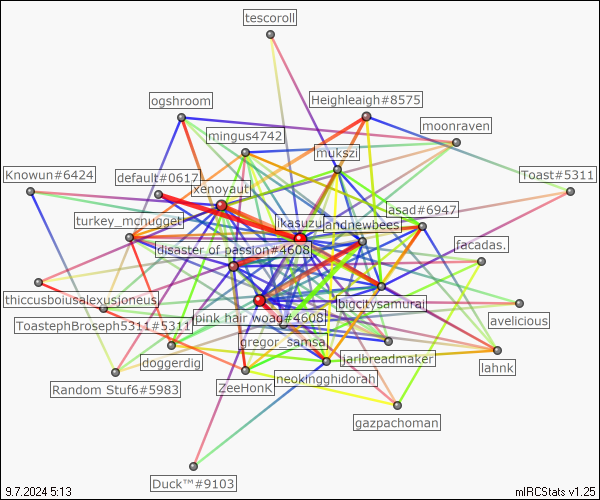 tescoroll
ogshroom
Heighleaigh#8575
moonraven
mingus4742
mukszi
Knowun#6424
default#0617
xenoyaut
Toast#5311
turkey_mcnugget
ikasuzu
andnewbees
asad#6947
disaster of passion#4608
facadas.
thiccusboiusalexusjoneus
bigcitysamurai
avelicious
ToastephBroseph5311#5311
pink hair woag#4608
gregor_samsa
jarlbreadmaker
doggerdig
lahnk
Random Stuf6#5983
ZeeHonK
neokingghidorah
gazpachoman
Duck™#9103
9.7.2024 5:13
mIRCStats v1.25